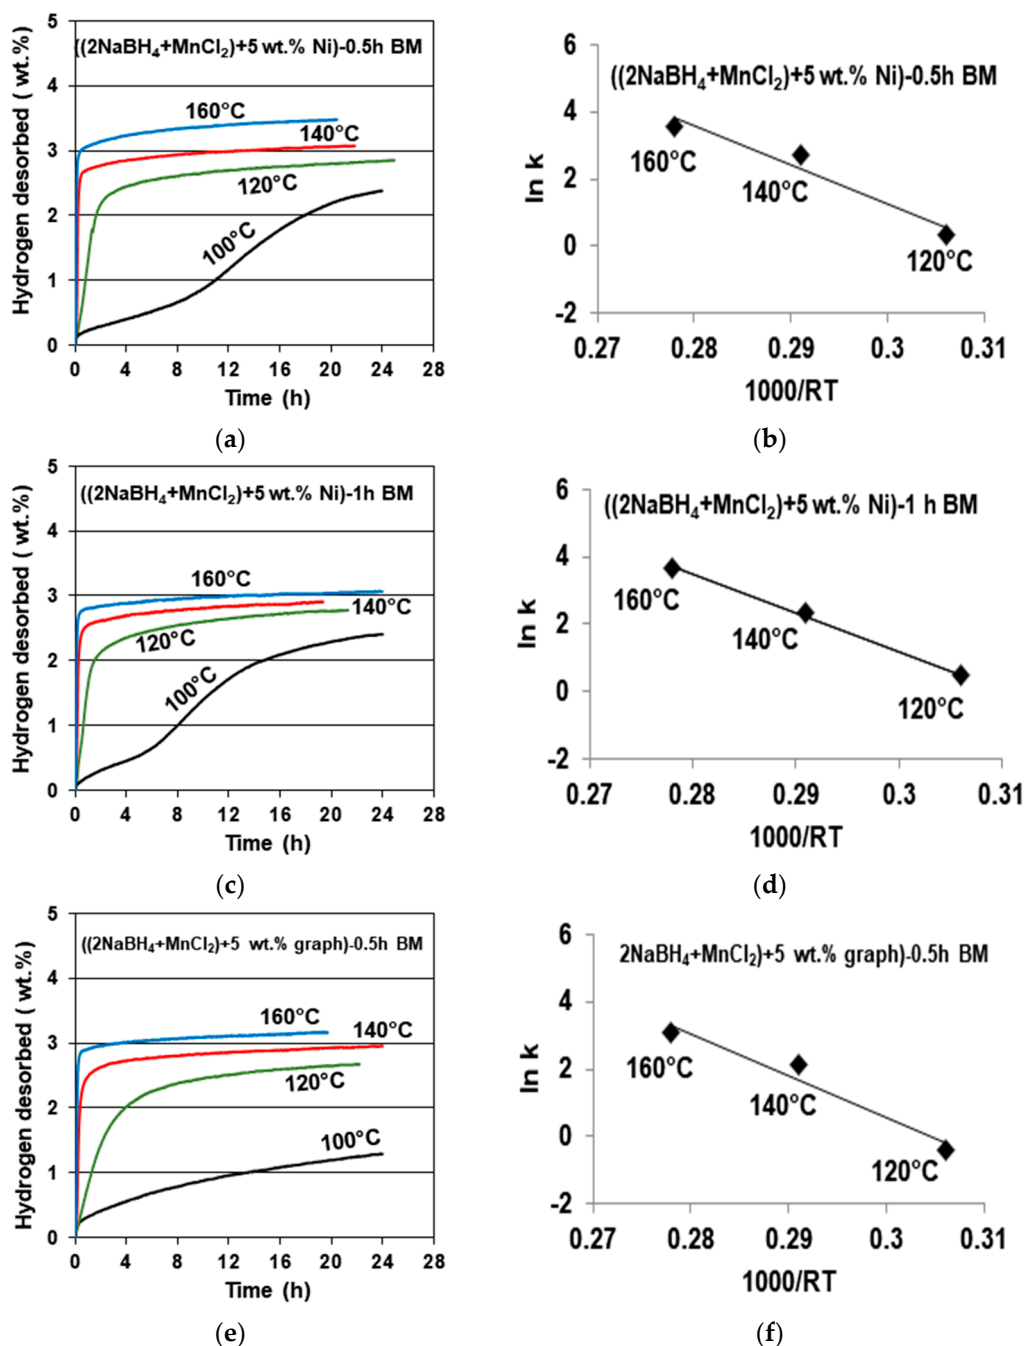 ((2NaBH4+MnCl2)+5 wt.% Ni)-0.5h BM
Hydrogen desorbed ( wt.%)
5
4
3
2
1
0
160°C
140°C
120°C
100°C
0 4 8 12 16 20 24 28
Time (h)
(a)
((2NaBH4+MnCl2)+5 wt.% Ni)-0.5h BM
ln k
6
4
2
0
-2
160°C
140°C
120°C
0.27 0.28 0.29 0.3 0.31
1000/RT
(b)
((2NaBH4+MnCl2)+5 wt.% Ni)-1h BM
Hydrogen desorbed ( wt.%)
5
4
3
2
1
0
160°C
140°C
120°C
100°C
0 4 8 12 16 20 24 28
Time (h)
(c)
((2NaBH4+MnCl2)+5 wt.% Ni)-1 h BM
ln k
6
4
2
0
-2
160°C
140°C
120°C
0.27 0.28 0.29 0.3 0.31
1000/RT
(d)
((2NaBH4+MnCl2)+5 wt.% graph)-0.5h BM
Hydrogen desorbed ( wt.%)
5
4
3
2
1
0
160°C
140°C
120°C
100°C
0 4 8 12 16 20 24 28
Time (h)
(e)
2NaBH4+MnCl2)+5 wt.% graph)-0.5h BM
ln k
6
4
2
0
-2
160°C
140°C
120°C
0.27 0.28 0.29 0.3 0.31
1000/RT
(f)